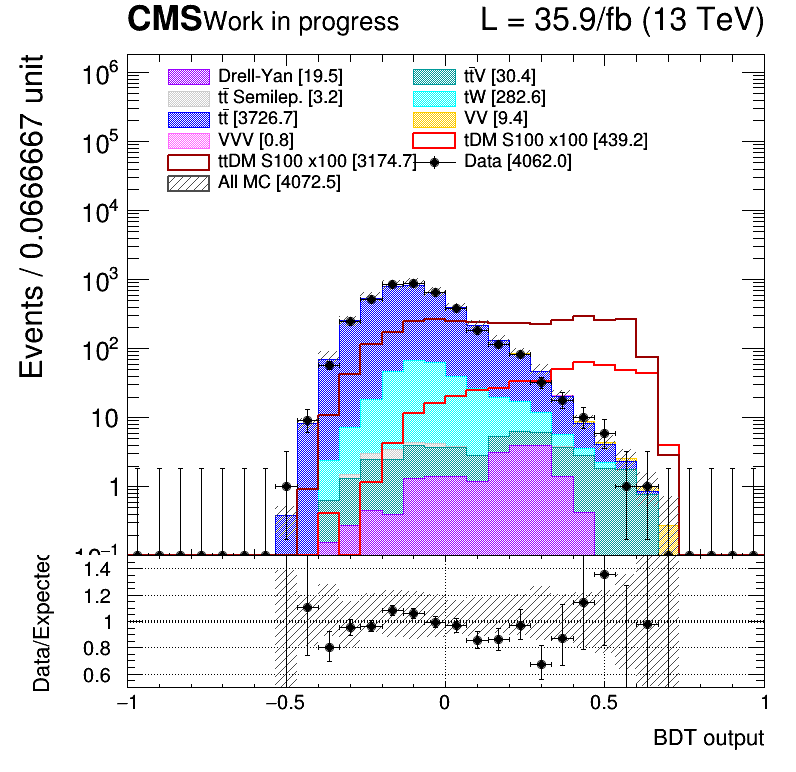 CMS Work in progress L = 35.9/fb (13 TeV)
Events / 0.0666667 unit
10⁶
10⁵
10⁴
10³
10²
10
1
10⁻¹
Drell-Yan [19.5]
tt̄V [30.4]
tt̄ Semilep. [3.2]
tW [282.6]
tt̄ [3726.7]
VV [9.4]
VVV [0.8]
tDM S100 x100 [439.2]
ttDM S100 x100 [3174.7]
Data [4062.0]
All MC [4072.5]
Data/Expected
1.4
1.2
1
0.8
0.6
−1 −0.5 0 0.5 1
BDT output